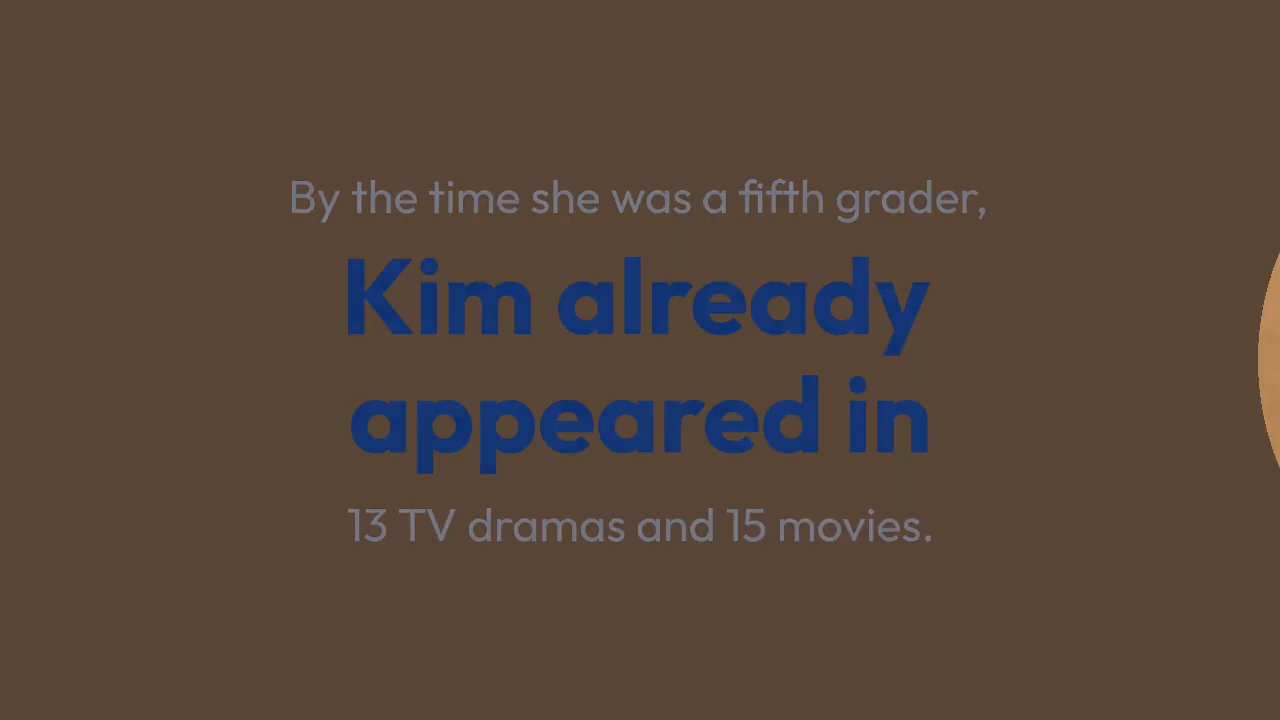 By the time she was a fifth grader,
Kim already
appeared in
13 TV dramas and 15 movies.